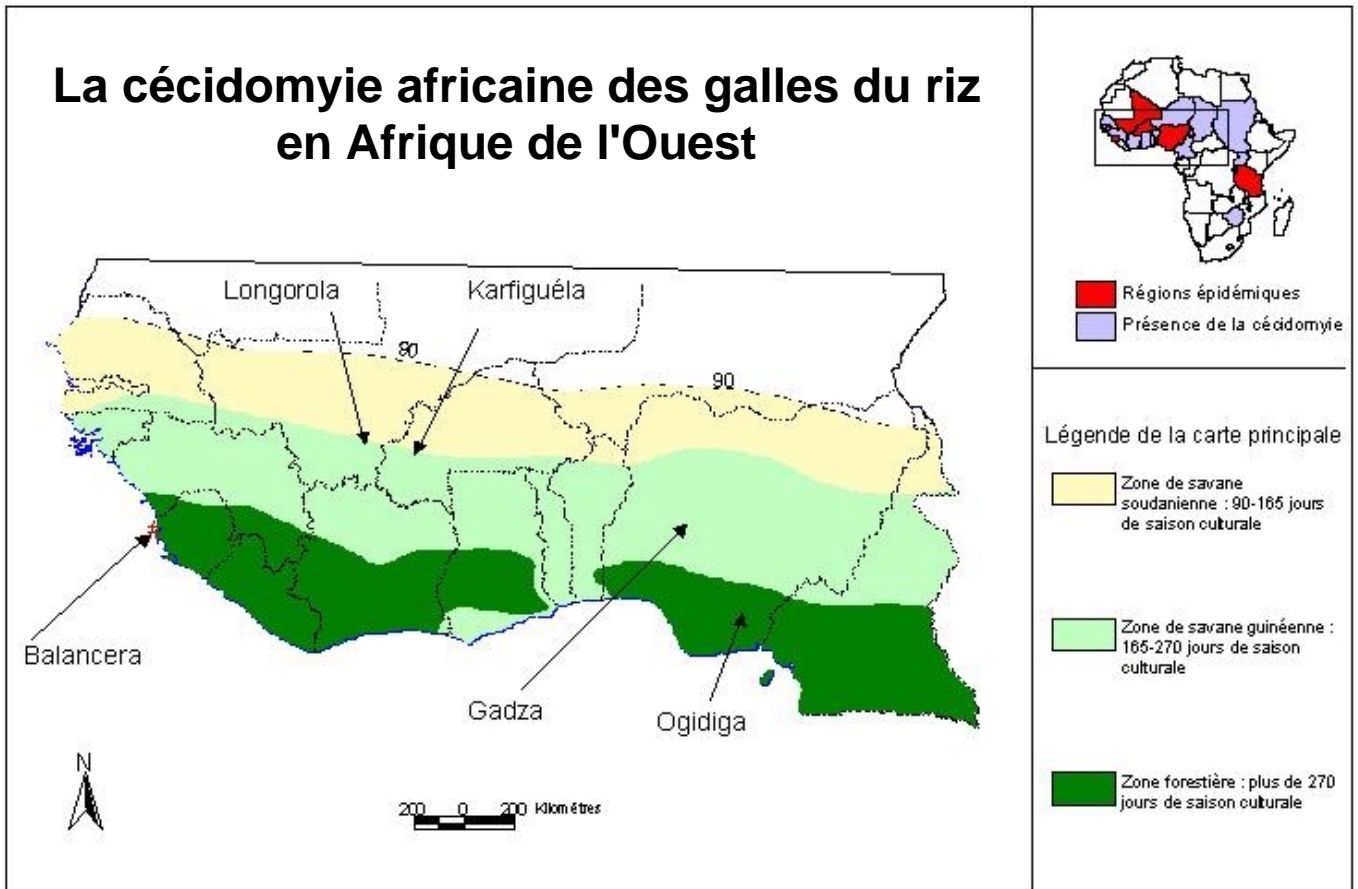 La cécidomyie africaine des galles du riz
en Afrique de l'Ouest
Longorola
Karfiguéla
90
90
Balancera
Gadza
Ogidiga
N
200 0 200 Kilométres
Régions épidémiques
Présence de la cécidomyie
Légende de la carte principale
Zone de savane
soudanienne : 90-165 jours
de saison culturale
Zone de savane guinéenne :
165-270 jours de saison
culturale
Zone forestière : plus de 270
jours de saison culturale